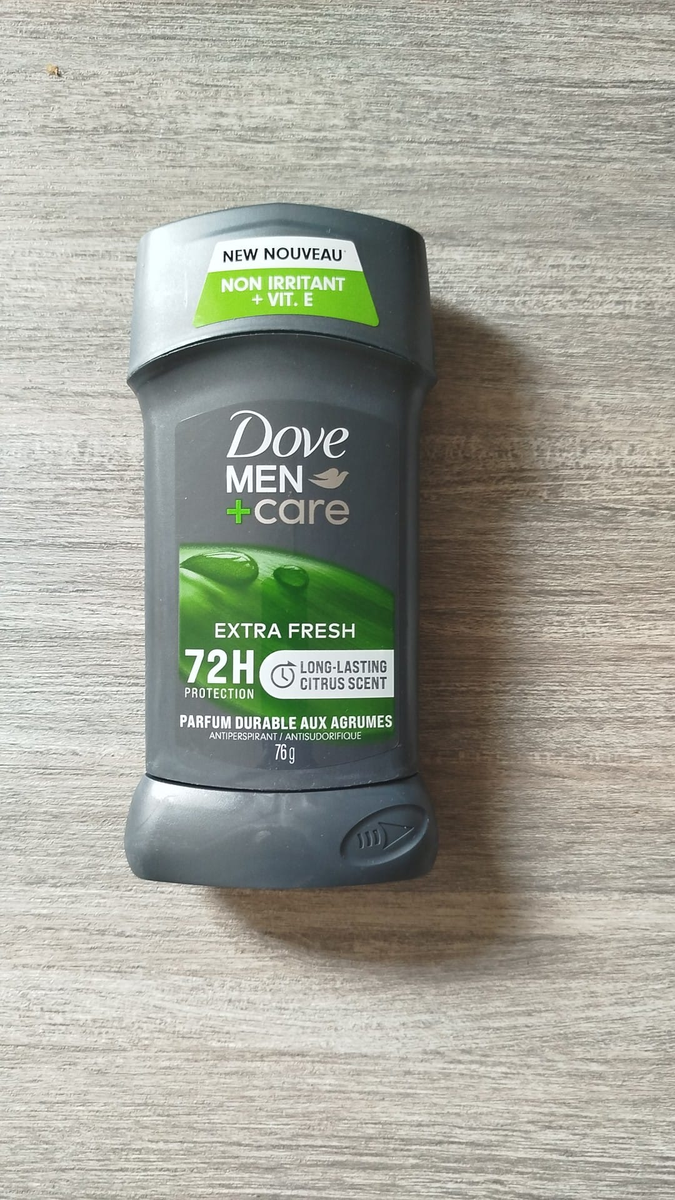 NEW NOUVEAU
NON IRRITANT
+ VIT. E
Dove
MEN
+care
EXTRA FRESH
72H
PROTECTION
LONG-LASTING
CITRUS SCENT
PARFUM DURABLE AUX AGRUMES
ANTIPERSPIRANT / ANTISUDORIFIQUE
76 g